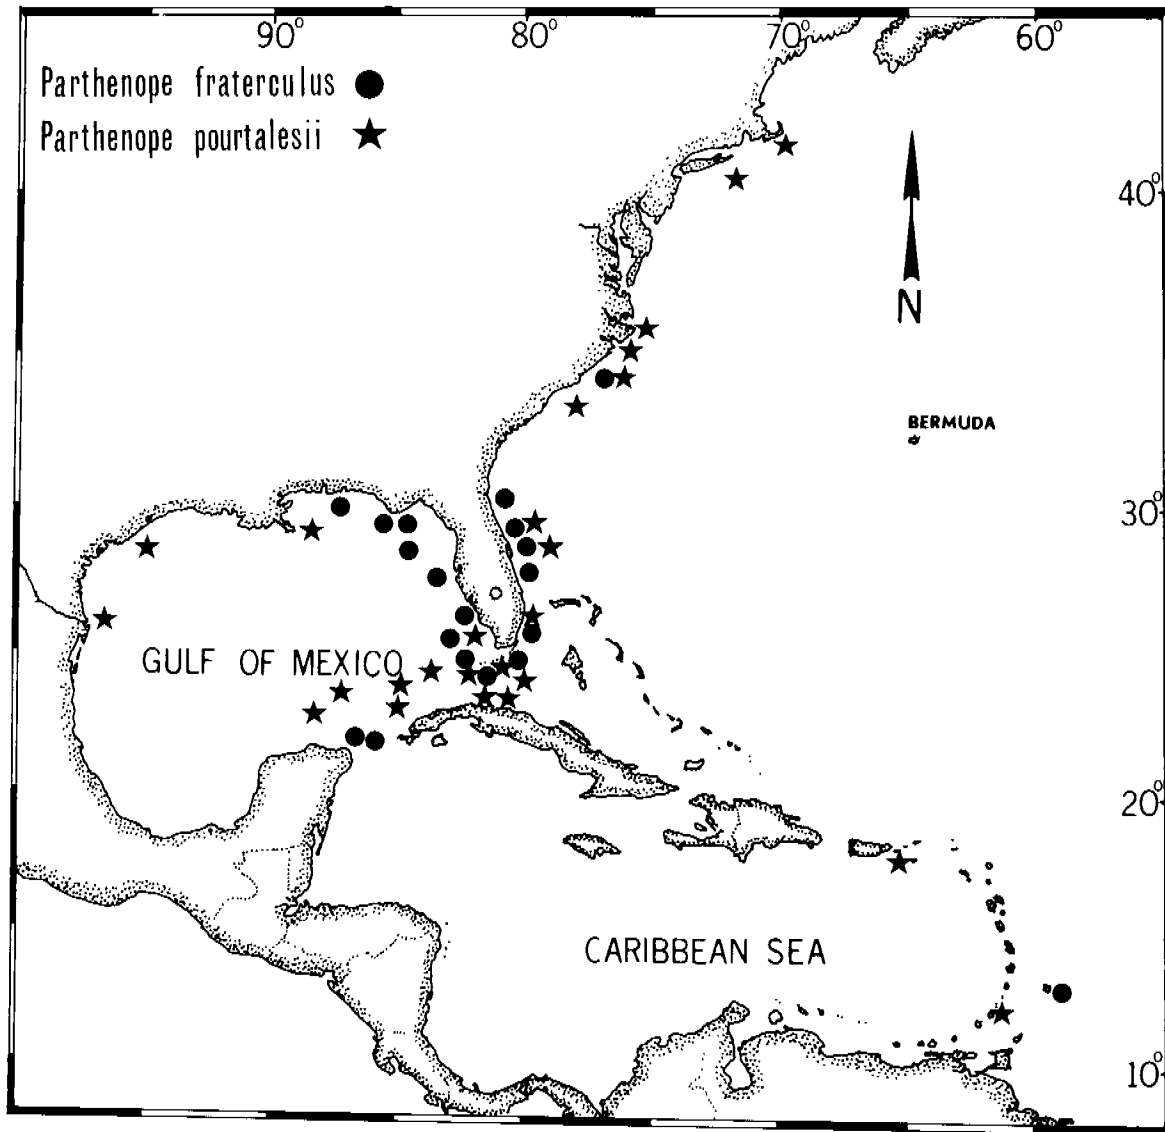 90° 80° 70° 60°
Parthenope fraterculus
Parthenope pourtalesii
40°
N
BERMUDA
30°
GULF OF MEXICO
20°
CARIBBEAN SEA
10°